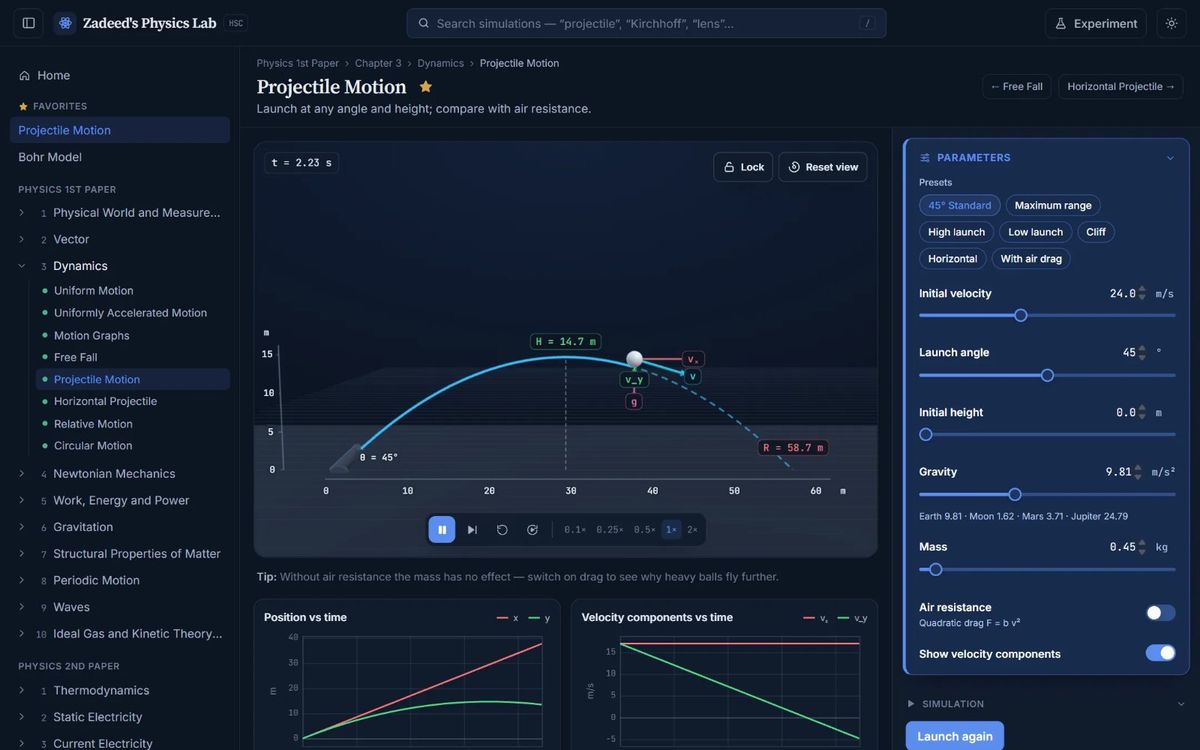 Zadeed's Physics Lab HSC
Search simulations — "projectile", "Kirchhoff", "lens"... /
Experiment
Home
FAVORITES
Projectile Motion
Bohr Model
PHYSICS 1ST PAPER
1 Physical World and Measure...
2 Vector
3 Dynamics
Uniform Motion
Uniformly Accelerated Motion
Motion Graphs
Free Fall
Projectile Motion
Horizontal Projectile
Relative Motion
Circular Motion
4 Newtonian Mechanics
5 Work, Energy and Power
6 Gravitation
7 Structural Properties of Matter
8 Periodic Motion
9 Waves
10 Ideal Gas and Kinetic Theory...
PHYSICS 2ND PAPER
1 Thermodynamics
2 Static Electricity
3 Current Electricity
Physics 1st Paper › Chapter 3 › Dynamics › Projectile Motion
Projectile Motion
Launch at any angle and height; compare with air resistance.
← Free Fall
Horizontal Projectile →
t = 2.23 s
Lock
Reset view
m
15
10
5
0
H = 14.7 m
vₓ
v
v_y
g
R = 58.7 m
θ = 45°
0 10 20 30 40 50 60 m
0.1× 0.25× 0.5× 1× 2×
Tip: Without air resistance the mass has no effect — switch on drag to see why heavy balls fly further.
Position vs time
x y
40
30
20
10
0
m
Velocity components vs time
vₓ v_y
15
10
5
0
-5
m/s
PARAMETERS
Presets
45° Standard
Maximum range
High launch
Low launch
Cliff
Horizontal
With air drag
Initial velocity 24.0 m/s
Launch angle 45 °
Initial height 0.0 m
Gravity 9.81 m/s²
Earth 9.81 · Moon 1.62 · Mars 3.71 · Jupiter 24.79
Mass 0.45 kg
Air resistance
Quadratic drag F = b v²
Show velocity components
SIMULATION
Launch again